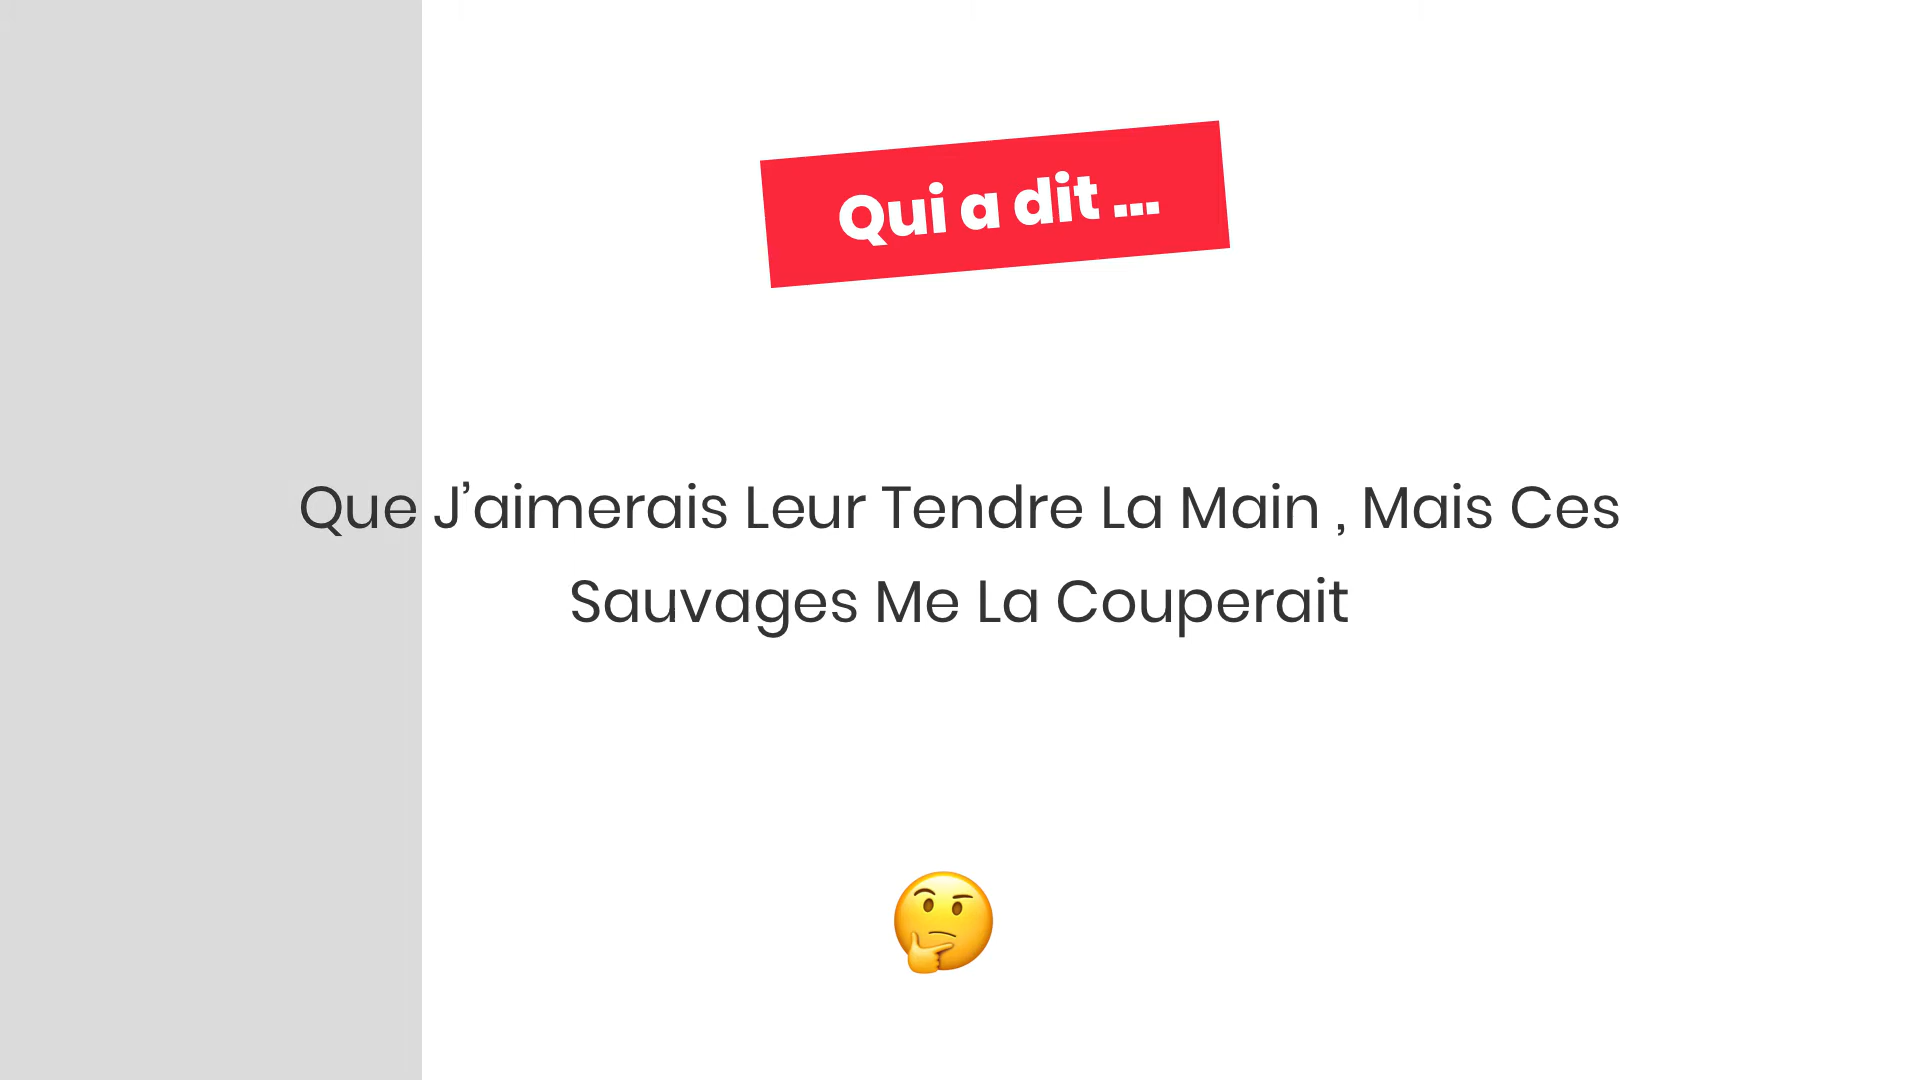 Qui a dit ...
Que J’aimerais Leur Tendre La Main , Mais Ces
Sauvages Me La Couperait